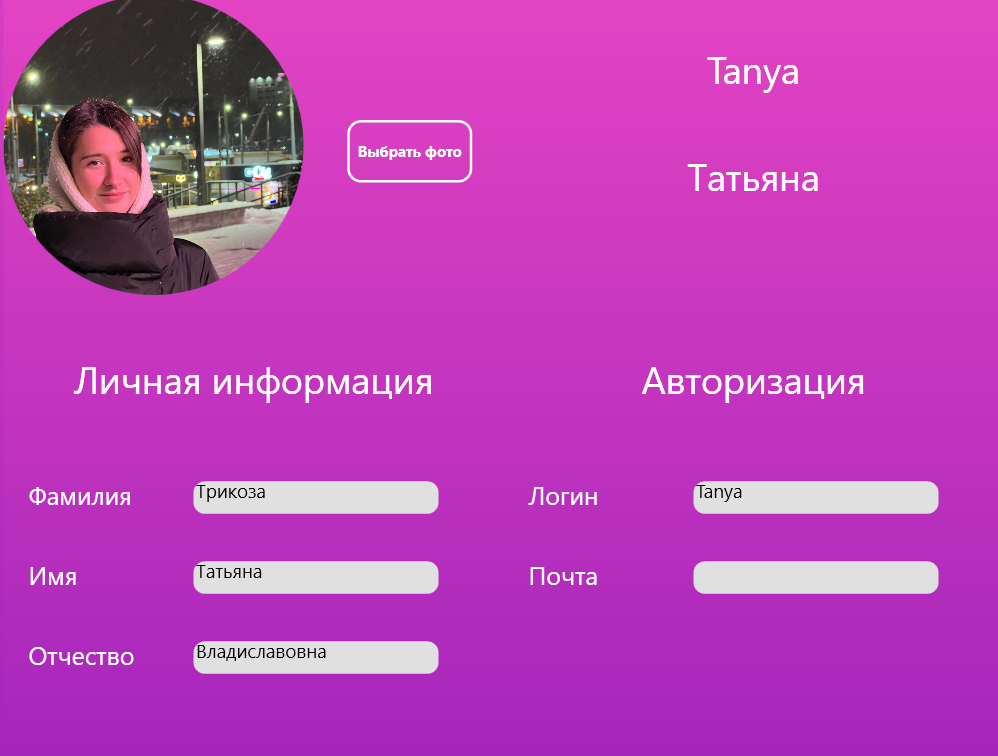 Tanya
Выбрать фото
Татьяна
Личная информация
Авторизация
Фамилия
Трикоза
Логин
Tanya
Имя
Татьяна
Почта
Отчество
Владиславовна